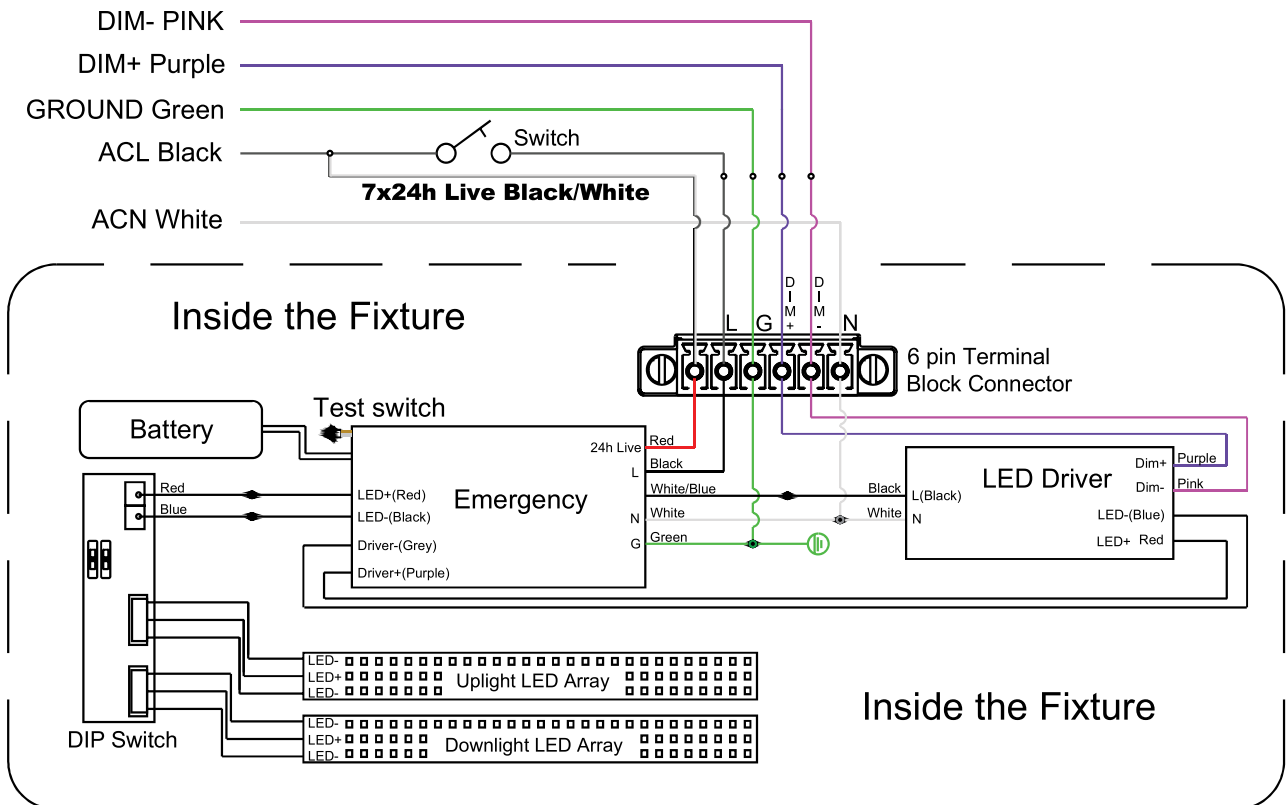 DIM- PINK
DIM+ Purple
GROUND Green
ACL Black
Switch
7x24h Live Black/White
ACN White
Inside the Fixture
L
G
DIM+
DIM-
N
6 pin Terminal
Block Connector
Battery
Test switch
24h Live
Red
L
Black
Emergency
White/Blue
N
White
G
Green
Red
Blue
LED+(Red)
LED-(Black)
Driver-(Grey)
Driver+(Purple)
LED Driver
Black
L(Black)
White
N
Dim+
Purple
Dim-
Pink
LED-(Blue)
LED+ Red
DIP Switch
LED-
LED+
LED-
Uplight LED Array
LED-
LED+
LED-
Downlight LED Array
Inside the Fixture